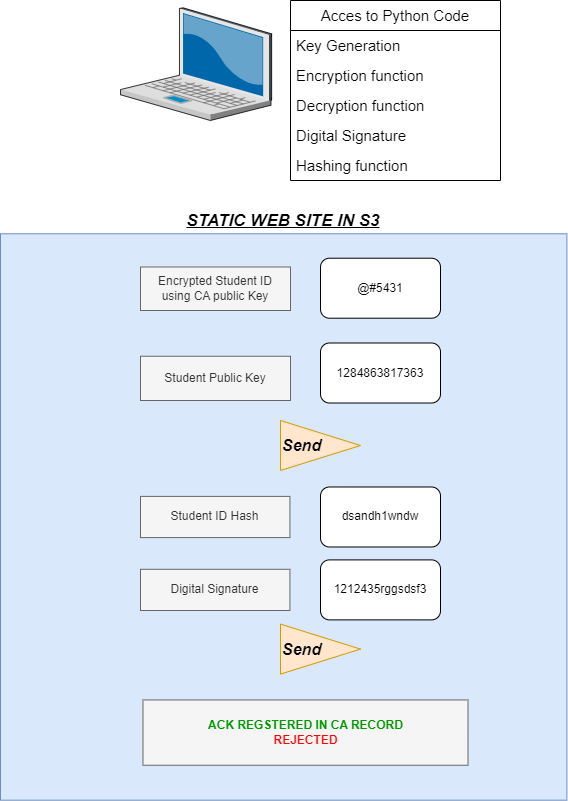 Acces to Python Code
Key Generation
Encryption function
Decryption function
Digital Signature
Hashing function
STATIC WEB SITE IN S3
Encrypted Student ID
using CA public Key
@#5431
Student Public Key
1284863817363
Send
Student ID Hash
dsandh1wndw
Digital Signature
1212435rggsdsf3
Send
ACK REGSTERED IN CA RECORD
REJECTED